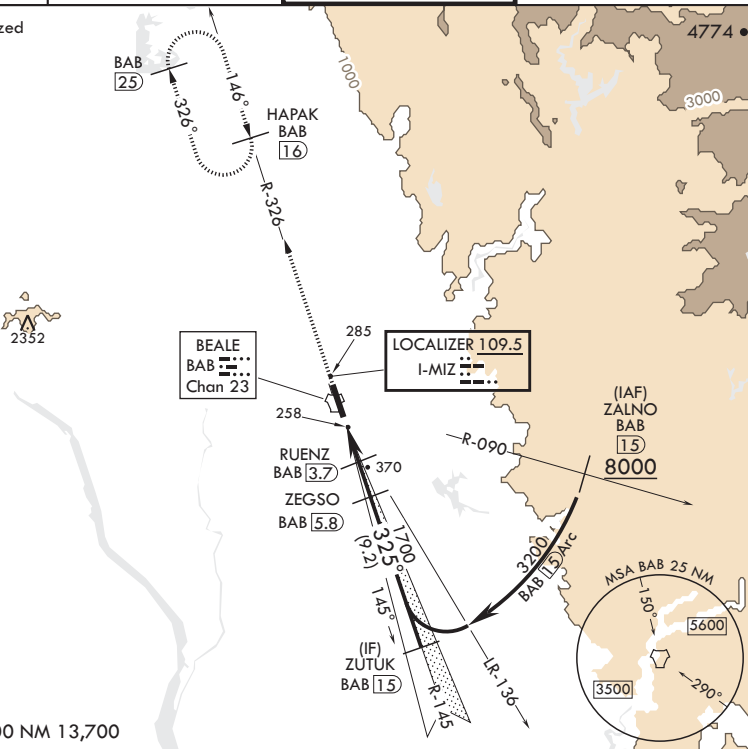 zed
BAB
25
326°
146°
HAPAK
BAB
16
R-326
1000
4774
3000
2352
BEALE
BAB
Chan 23
285
LOCALIZER 109.5
I-MIZ
258
RUENZ
BAB 3.7
370
ZEGSO
BAB 5.8
R-090
(IAF)
ZALNO
BAB
15
8000
1700
325°
(9.2)
145°
3200
BAB 15 Arc
(IF)
ZUTUK
BAB 15
R-145
LR-136
MSA BAB 25 NM
150°
5600
3500
290°
00 NM 13,700